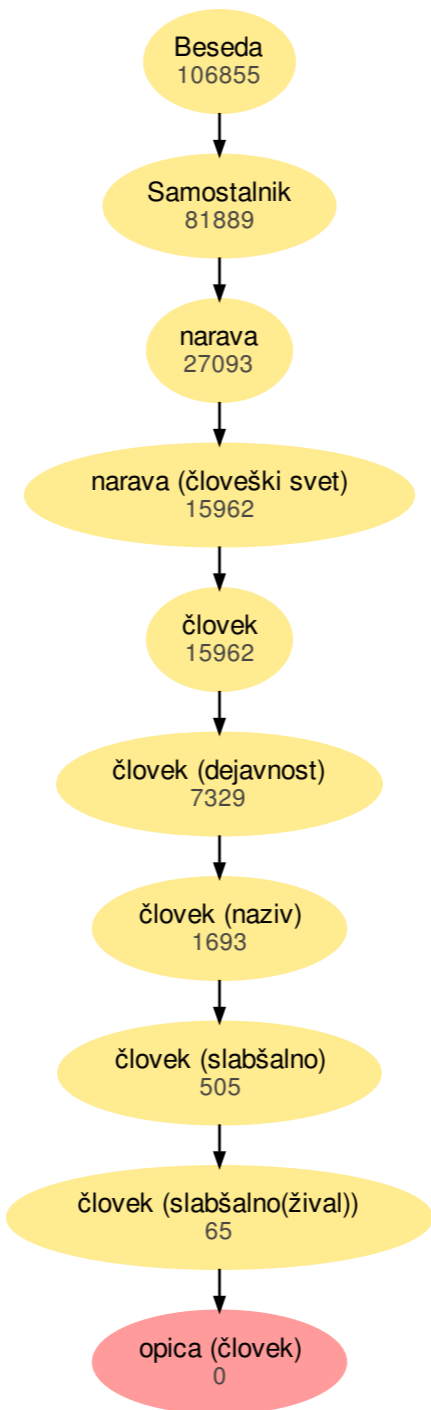 Beseda
106855
Samostalnik
81889
narava
27093
narava (človeški svet)
15962
človek
15962
človek (dejavnost)
7329
človek (naziv)
1693
človek (slabšalno)
505
človek (slabšalno(žival))
65
opica (človek)
0